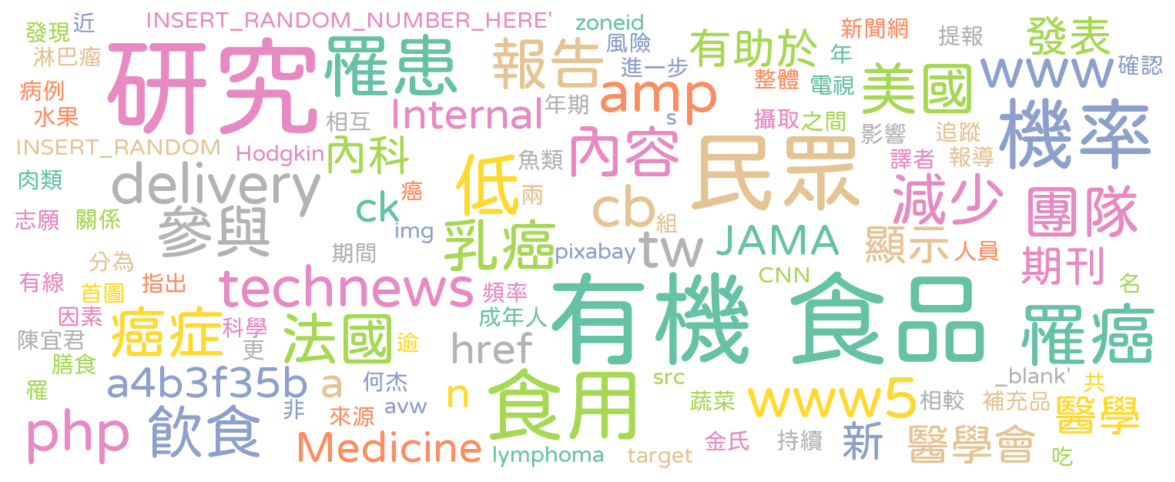 INSERT_RANDOM_NUMBER_HERE'
zoneid
近
發現
新聞網
提報
發表
淋巴瘤
研究
罹患
報告
風險
有助於
年
www
確認
進一步
整體
電視
美國
病例
水果
amp
Internal
年期
相互
s
攝取
之間
影響
追蹤
機率
INSERT_RANDOM
Hodgkin
內科
魚類
內容
民眾
譯者
報導
肉類
delivery
癌
低
兩
減少
團隊
志願
關係
參與
ck
img
cb
組
乳癌
tw
JAMA
顯示
人員
期間
pixabay
分為
有線
首圖
指出
technews
頻率
CNN
期刊
名
有機
食品
因素
癌症
科學
法國
成年人
罹癌
陳宜君
更
逾
href
膳食
罹
a4b3f35b
a
何杰
n
食用
src
_blank'
共
蔬菜
www5
相較
補充品
醫學
php
飲食
非
來源
avw
Medicine
lymphoma
target
金氏
持續
新
醫學會
吃